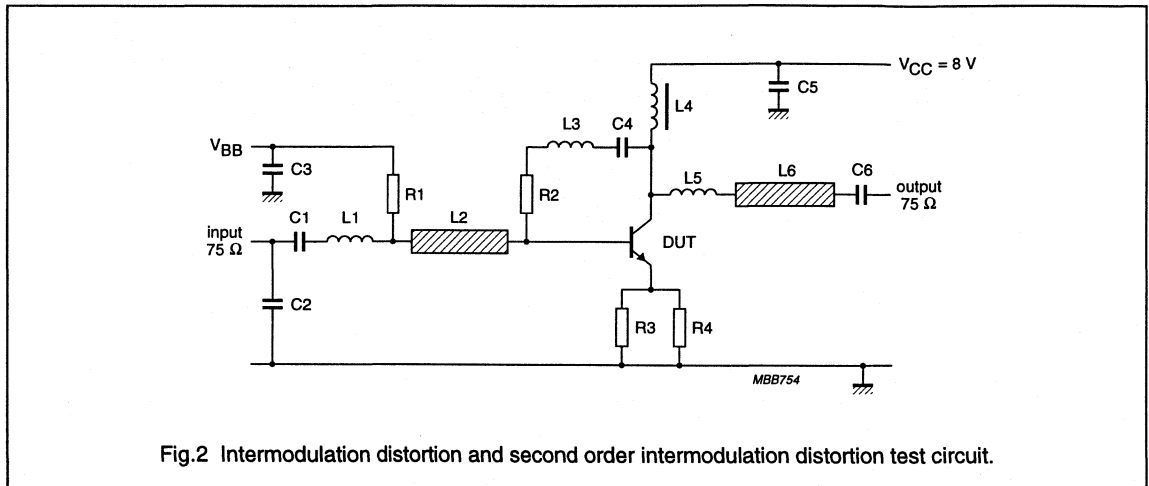 V_CC = 8 V
C5
L4
L3
C4
V_BB
C3
R1
R2
L5
L6
C6
output
75 Ω
input
75 Ω
C1
L1
L2
DUT
C2
R3
R4
MBB754
Fig.2 Intermodulation distortion and second order intermodulation distortion test circuit.